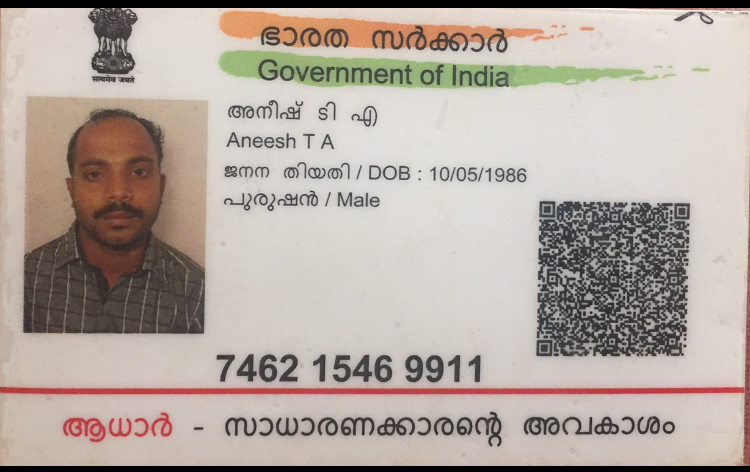 सत्यमेव जयते
ഭാരത സർക്കാർ
Government of India
അനീഷ് ടി എ
Aneesh T A
ജനന തിയതി / DOB : 10/05/1986
പുരുഷൻ / Male
7462 1546 9911
ആധാർ - സാധാരണക്കാരന്റെ അവകാശം